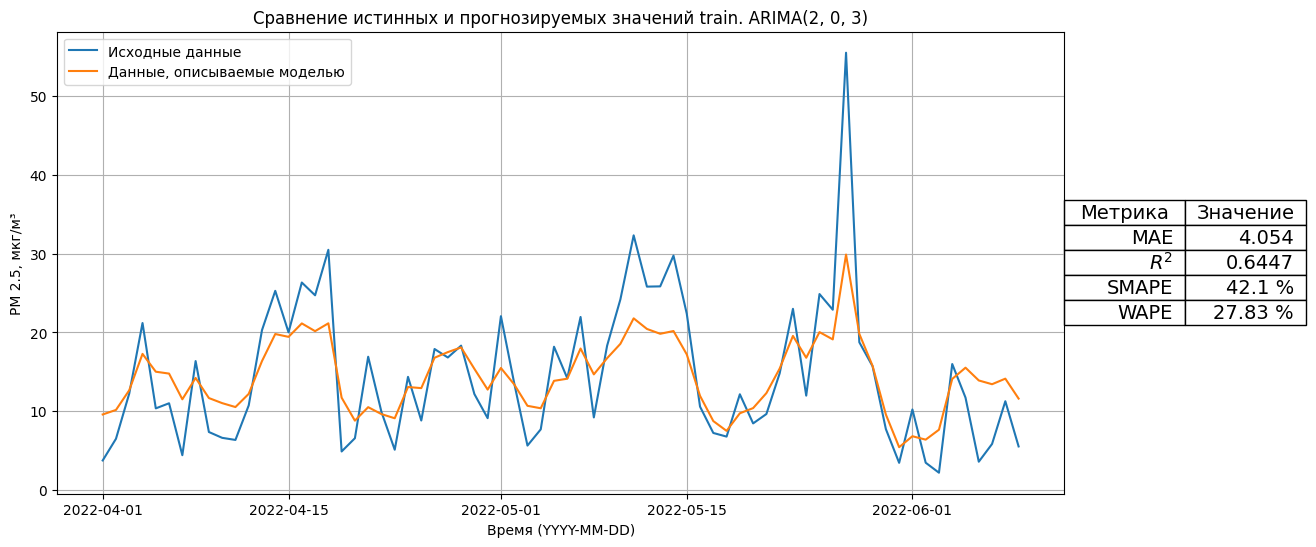 Сравнение истинных и прогнозируемых значений train. ARIMA(2, 0, 3)
Исходные данные
Данные, описываемые моделью
PM 2.5, мкг/м³
50
40
30
20
10
0
2022-04-01 2022-04-15 2022-05-01 2022-05-15 2022-06-01
Время (YYYY-MM-DD)
Метрика Значение
MAE 4.054
R² 0.6447
SMAPE 42.1 %
WAPE 27.83 %